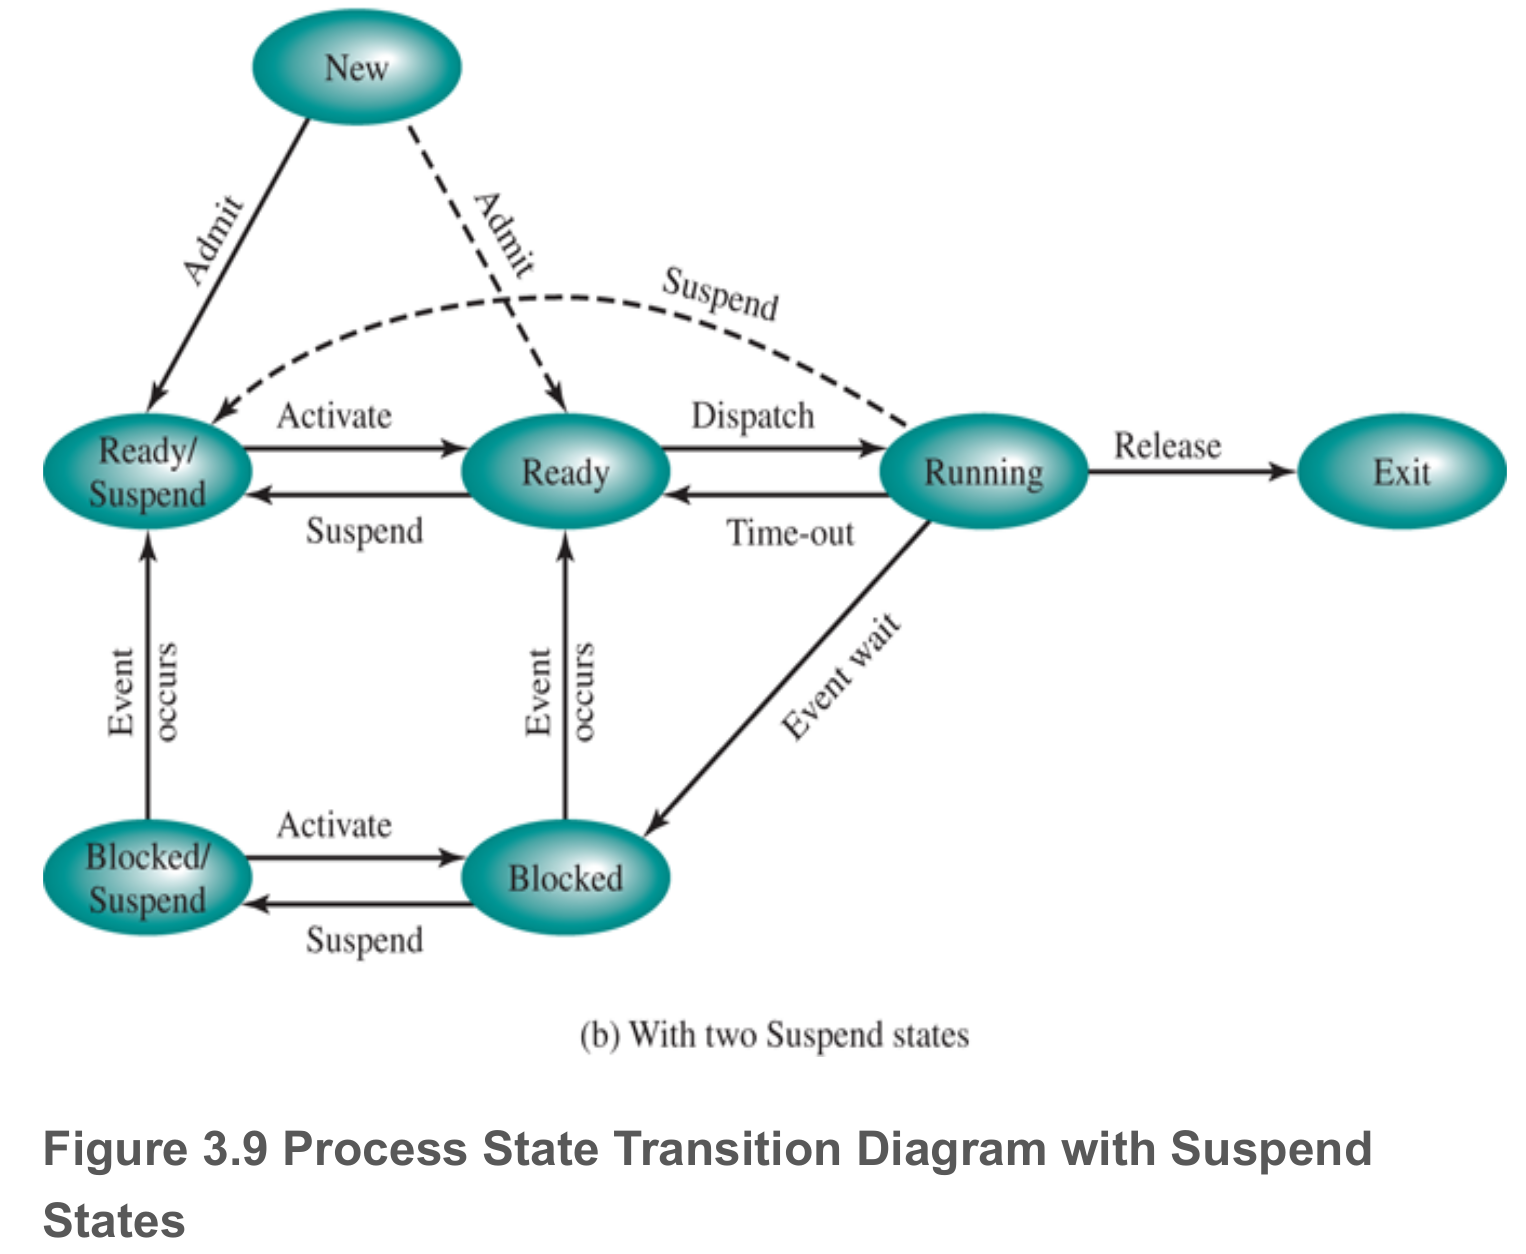 New
Admit
Admit
Suspend
Ready/
Suspend
Activate
Suspend
Ready
Dispatch
Time-out
Running
Release
Exit
Event
occurs
Event
occurs
Event wait
Blocked/
Suspend
Activate
Suspend
Blocked
(b) With two Suspend states
Figure 3.9 Process State Transition Diagram with Suspend
States